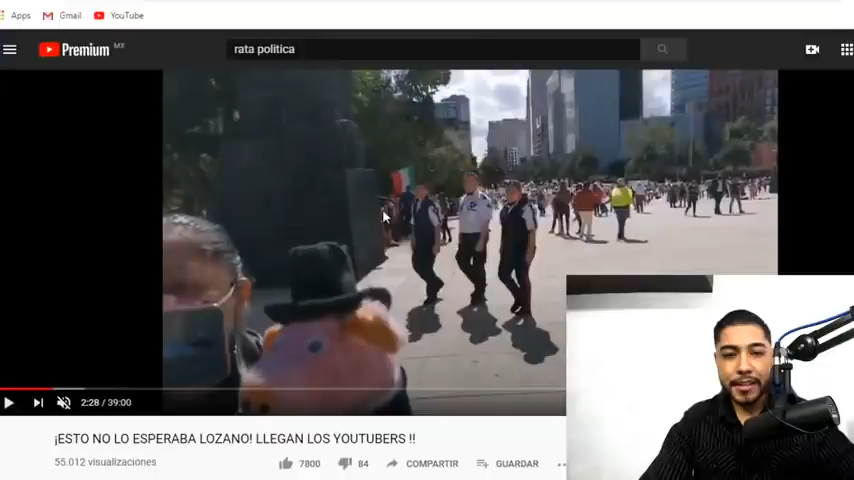 Apps
Gmail
YouTube
Premium MX
rata politica
2:28 / 39:00
¡ESTO NO LO ESPERABA LOZANO! LLEGAN LOS YOUTUBERS !!
55.012 visualizaciones
7800
84
COMPARTIR
GUARDAR